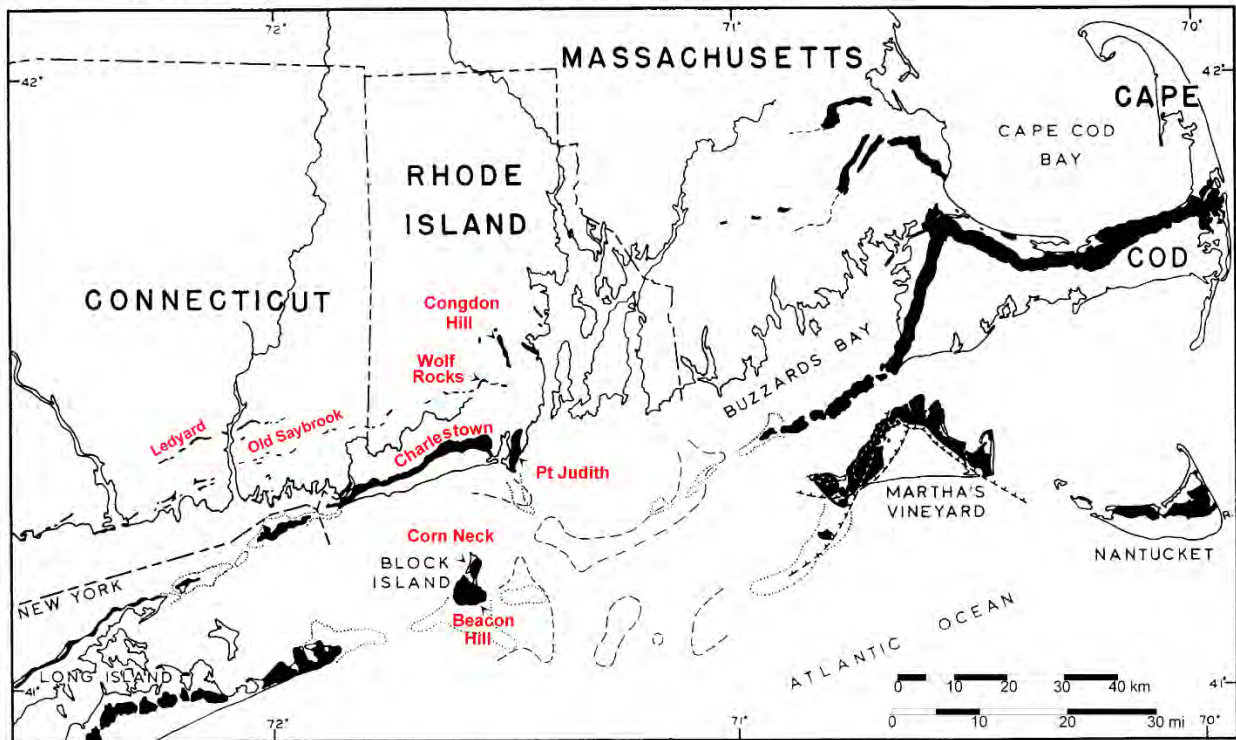 72°
71°
70°
42°
42°
MASSACHUSETTS
CAPE
CAPE COD
BAY
RHODE
ISLAND
COD
CONNECTICUT
Congdon
Hill
Wolf
Rocks
BUZZARDS BAY
Ledyard
Old Saybrook
Charlestown
Pt Judith
MARTHA'S
VINEYARD
NANTUCKET
Corn Neck
BLOCK
ISLAND
NEW YORK
Beacon
Hill
ATLANTIC OCEAN
LONG ISLAND
41°
41°
0 10 20 30 40 km
0 10 20 30 mi
72°
71°
70°